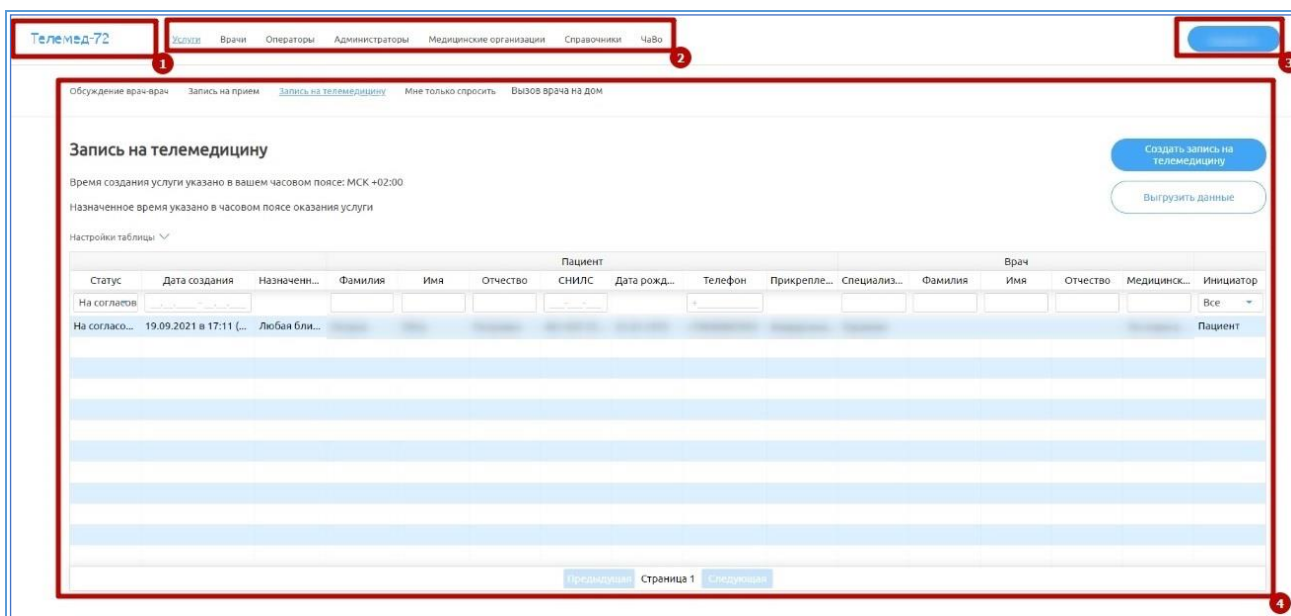 Телемед-72
Услуги Врачи Операторы Администраторы Медицинские организации Справочники ЧаВо
1
2
3
Обсуждение врач-врач Запись на прием Запись на телемедицину Мне только спросить Вызов врача на дом
Запись на телемедицину
Создать запись на
телемедицину
Время создания услуги указано в вашем часовом поясе: МСК +02:00
Выгрузить данные
Назначенное время указано в часовом поясе оказания услуги
Настройки таблицы
Пациент Врач
Статус Дата создания Назначенн... Фамилия Имя Отчество СНИЛС Дата рожд... Телефон Прикрепле... Специализ... Фамилия Имя Отчество Медицинск... Инициатор
На согласов Все
На согласо... 19.09.2021 в 17:11 (... Любая бли... Пациент
Предыдущая Страница 1 Следующая
4